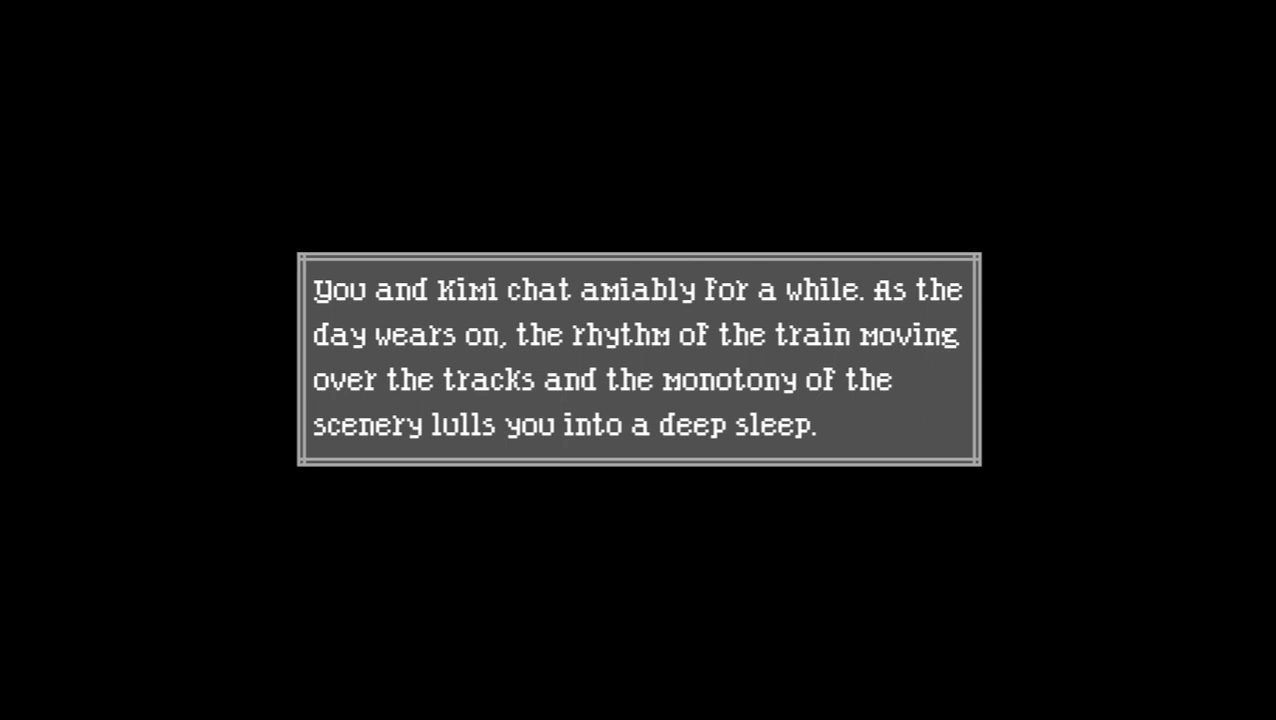 You and Kimi chat amiably for a while. As the
day wears on, the rhythm of the train moving
over the tracks and the monotony of the
scenery lulls you into a deep sleep.